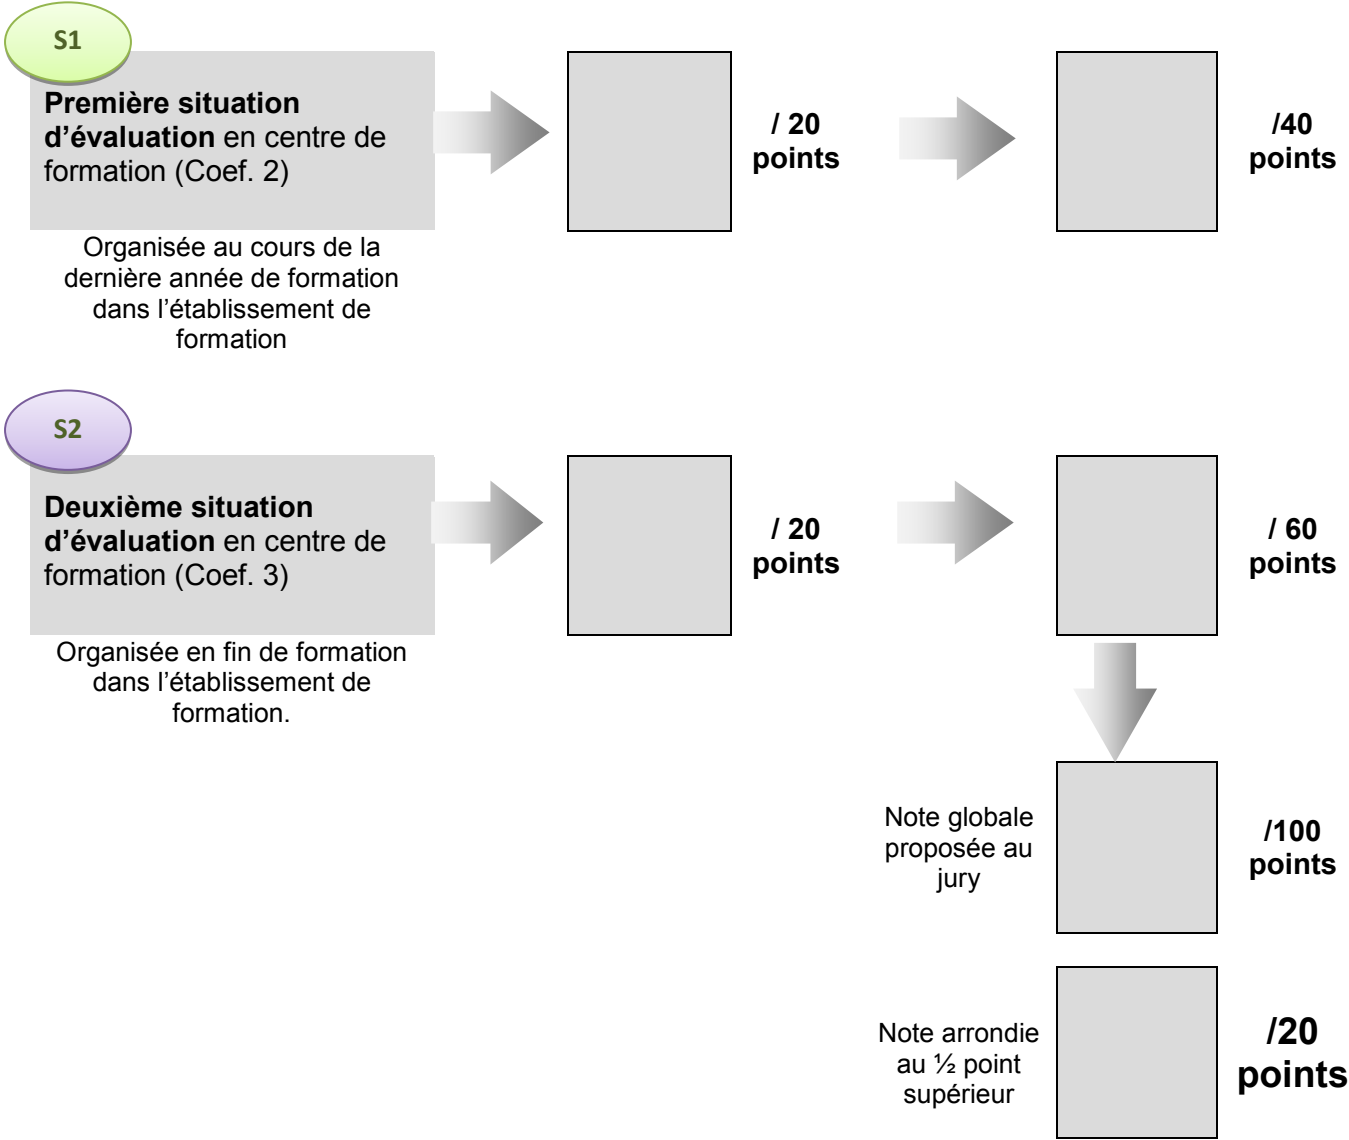 S1
Première situation
d’évaluation en centre de
formation (Coef. 2)
/ 20
points
/40
points
Organisée au cours de la
dernière année de formation
dans l’établissement de
formation
S2
Deuxième situation
d’évaluation en centre de
formation (Coef. 3)
/ 20
points
/ 60
points
Organisée en fin de formation
dans l’établissement de
formation.
Note globale
proposée au
jury
/100
points
Note arrondie
au ½ point
supérieur
/20
points